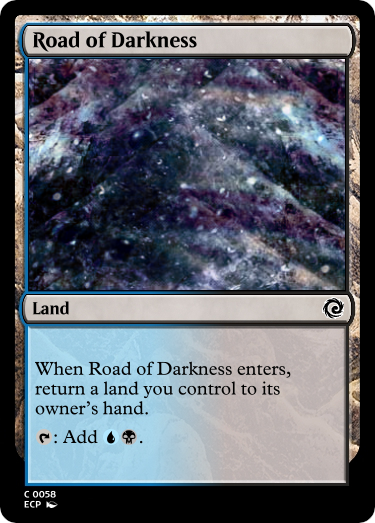 Road of Darkness
Land
When Road of Darkness enters,
return a land you control to its
owner's hand.
: Add .
C 0058
ECP